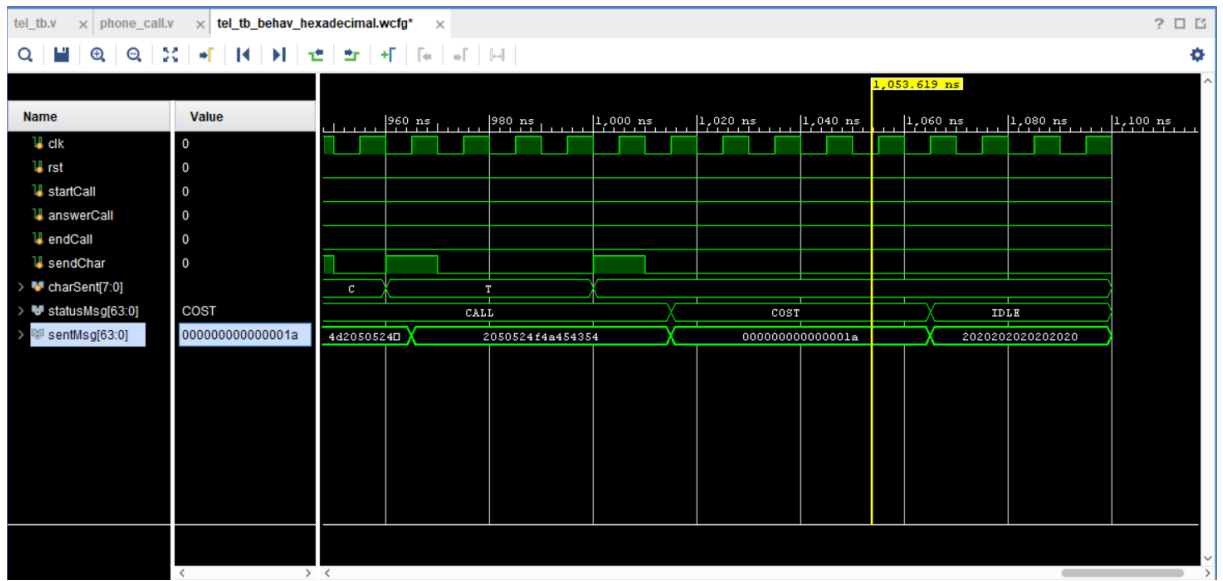 tel_tb.v × phone_call.v × tel_tb_behav_hexadecimal.wcfg* × ?
1,053.619 ns
Name Value 960 ns 980 ns 1,000 ns 1,020 ns 1,040 ns 1,060 ns 1,080 ns 1,100 ns
clk 0
rst 0
startCall 0
answerCall 0
endCall 0
sendChar 0
charSent[7:0] C T
statusMsg[63:0] COST CALL COST IDLE
sentMsg[63:0] 000000000000001a 4d20505240 2050524f4a454354 000000000000001a 2020202020202020